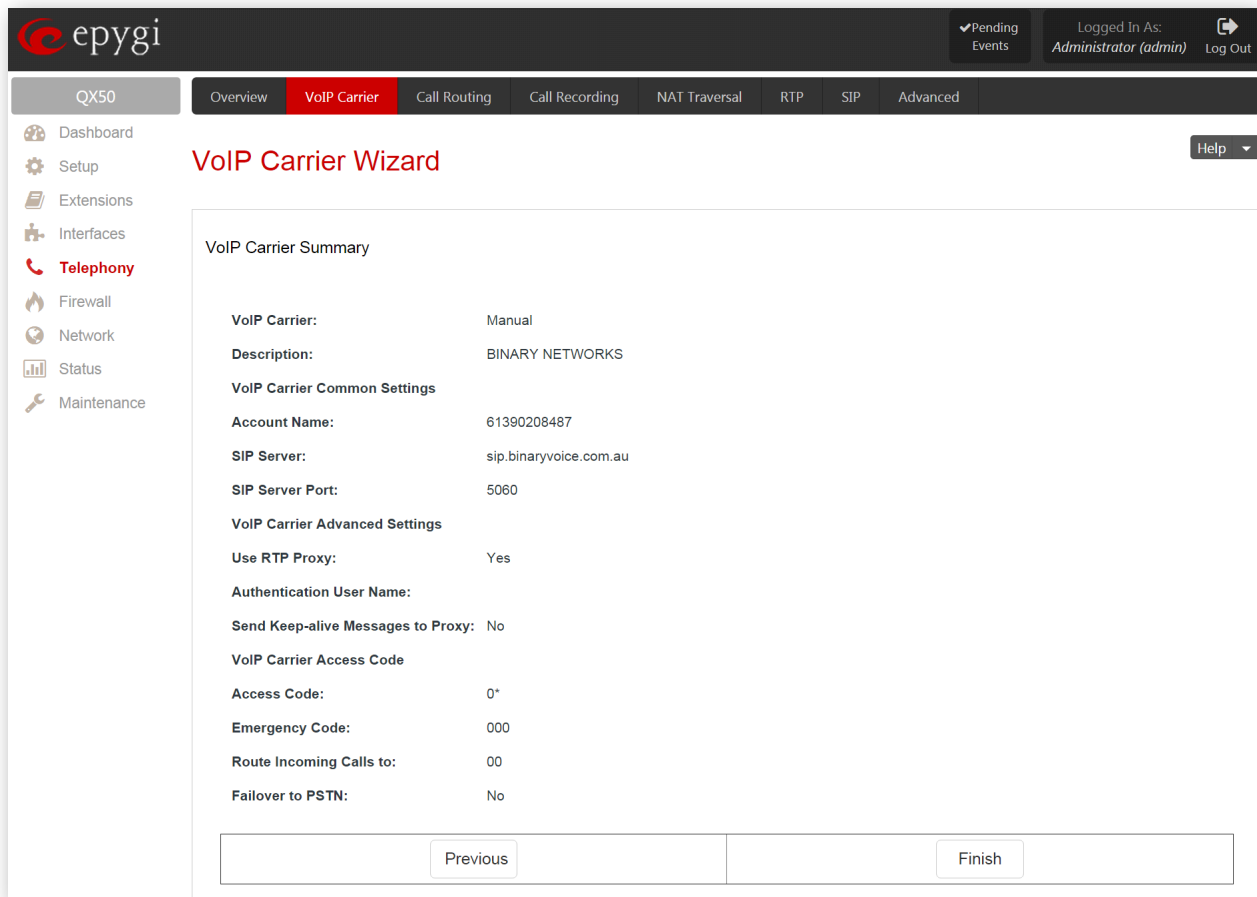 epygi
✔Pending Events
Logged In As:
Administrator (admin)
Log Out
QX50
Overview
VoIP Carrier
Call Routing
Call Recording
NAT Traversal
RTP
SIP
Advanced
Dashboard
Setup
Extensions
Interfaces
Telephony
Firewall
Network
Status
Maintenance
VoIP Carrier Wizard
Help
VoIP Carrier Summary
VoIP Carrier: Manual
Description: BINARY NETWORKS
VoIP Carrier Common Settings
Account Name: 61390208487
SIP Server: sip.binaryvoice.com.au
SIP Server Port: 5060
VoIP Carrier Advanced Settings
Use RTP Proxy: Yes
Authentication User Name:
Send Keep-alive Messages to Proxy: No
VoIP Carrier Access Code
Access Code: 0*
Emergency Code: 000
Route Incoming Calls to: 00
Failover to PSTN: No
Previous
Finish